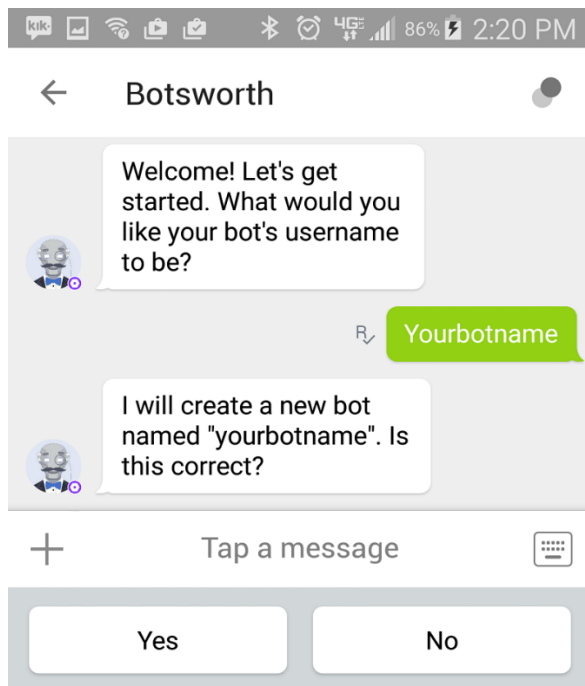 kik· 4G 86% 2:20 PM
Botsworth
Welcome! Let's get
started. What would you
like your bot's username
to be?
R Yourbotname
I will create a new bot
named "yourbotname". Is
this correct?
Tap a message
Yes No